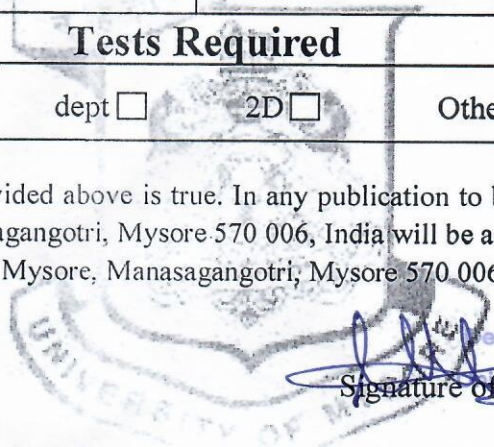 Tests Required
dept ☐ 2D ☐ Othe
vided above is true. In any publication to b
agangotri, Mysore 570 006, India will be a
Mysore, Manasagangotri, Mysore 570 006
Signature of
UNIVERSITY OF